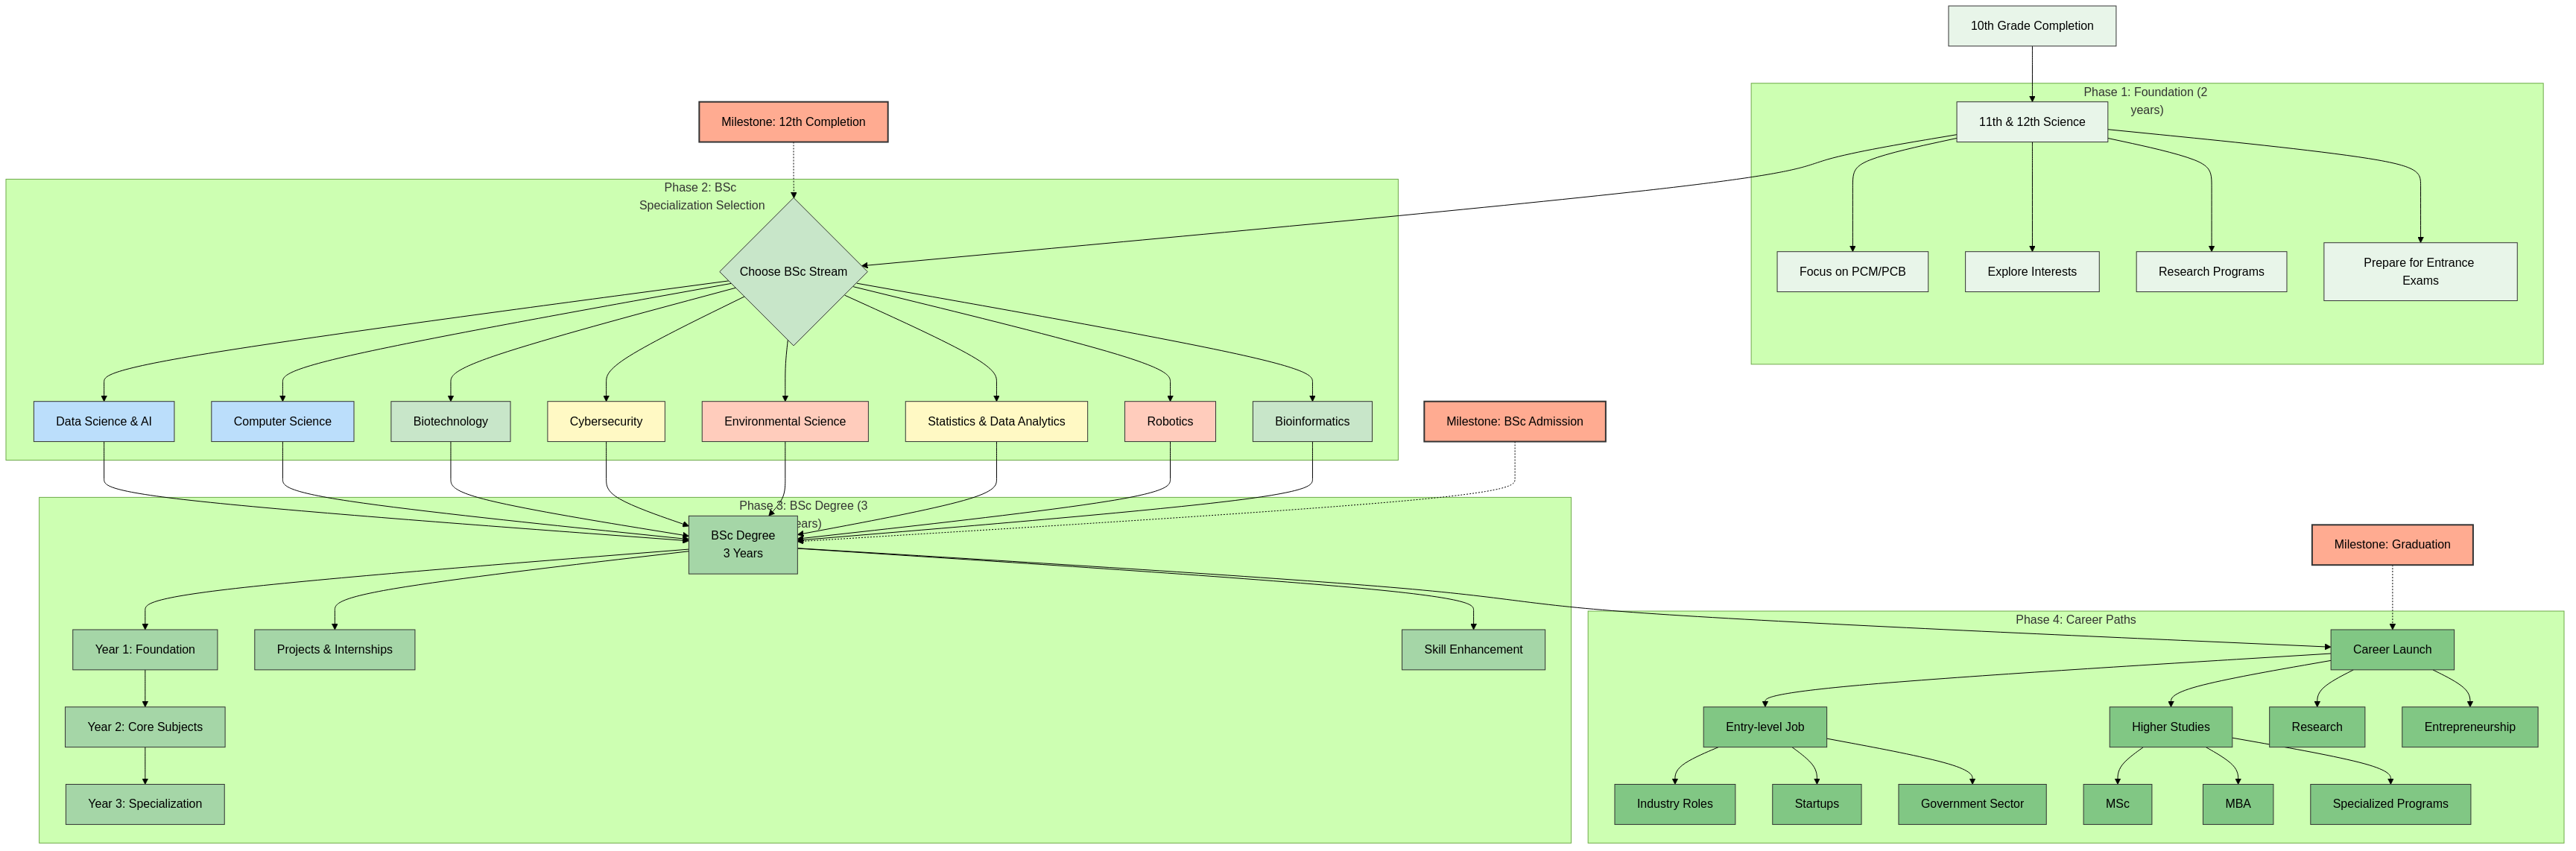 10th Grade Completion
Phase 1: Foundation (2
years)
11th & 12th Science
Focus on PCM/PCB
Explore Interests
Research Programs
Prepare for Entrance
Exams
Milestone: 12th Completion
Phase 2: BSc
Specialization Selection
Choose BSc Stream
Data Science & AI
Computer Science
Biotechnology
Cybersecurity
Environmental Science
Statistics & Data Analytics
Robotics
Bioinformatics
Milestone: BSc Admission
Phase 3: BSc Degree (3
ears)
BSc Degree
3 Years
Year 1: Foundation
Projects & Internships
Skill Enhancement
Year 2: Core Subjects
Year 3: Specialization
Milestone: Graduation
Phase 4: Career Paths
Career Launch
Entry-level Job
Higher Studies
Research
Entrepreneurship
Industry Roles
Startups
Government Sector
MSc
MBA
Specialized Programs